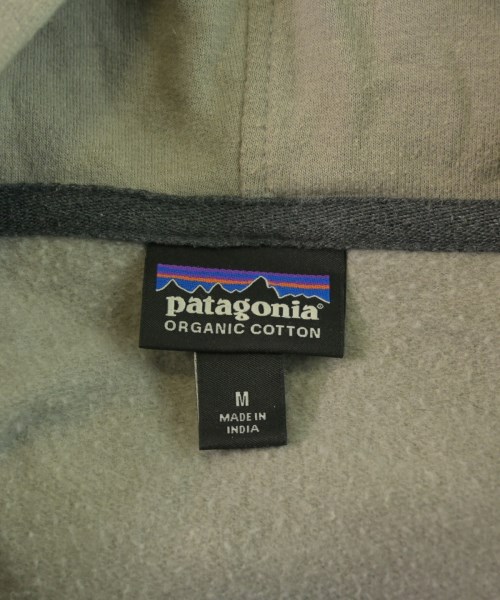 patagonia®
ORGANIC COTTON
M
MADE IN
INDIA